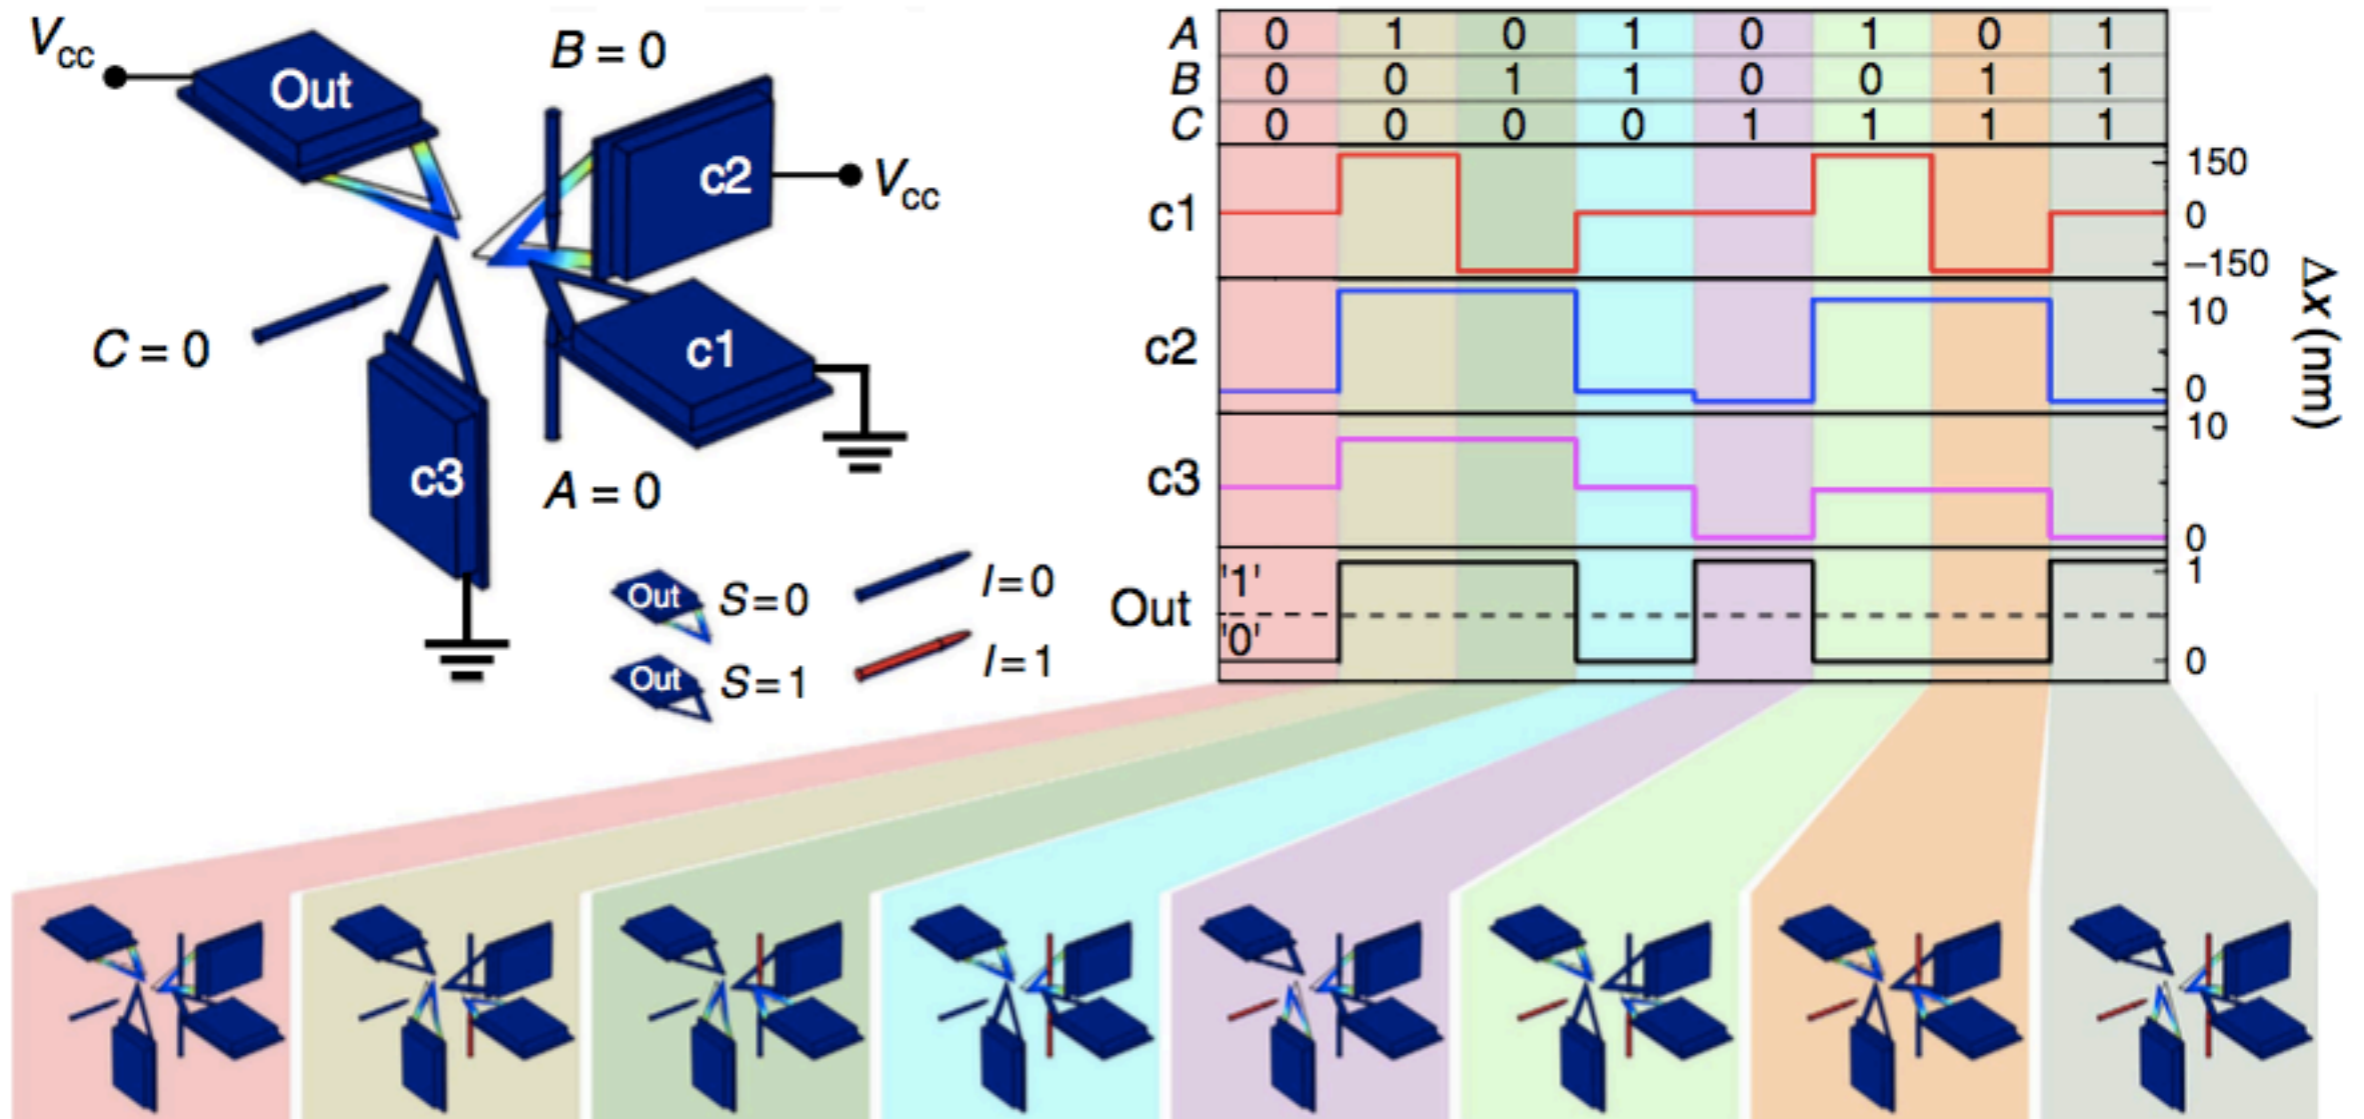 V_cc
Out
B = 0
c2
V_cc
C = 0
c1
c3
A = 0
Out S = 0
I = 0
Out S = 1
I = 1
A 0 1 0 1 0 1 0 1
B 0 0 1 1 0 0 1 1
C 0 0 0 0 1 1 1 1
c1
150
0
−150
c2
10
0
c3
10
0
Out
'1'
'0'
1
0
Δx (nm)